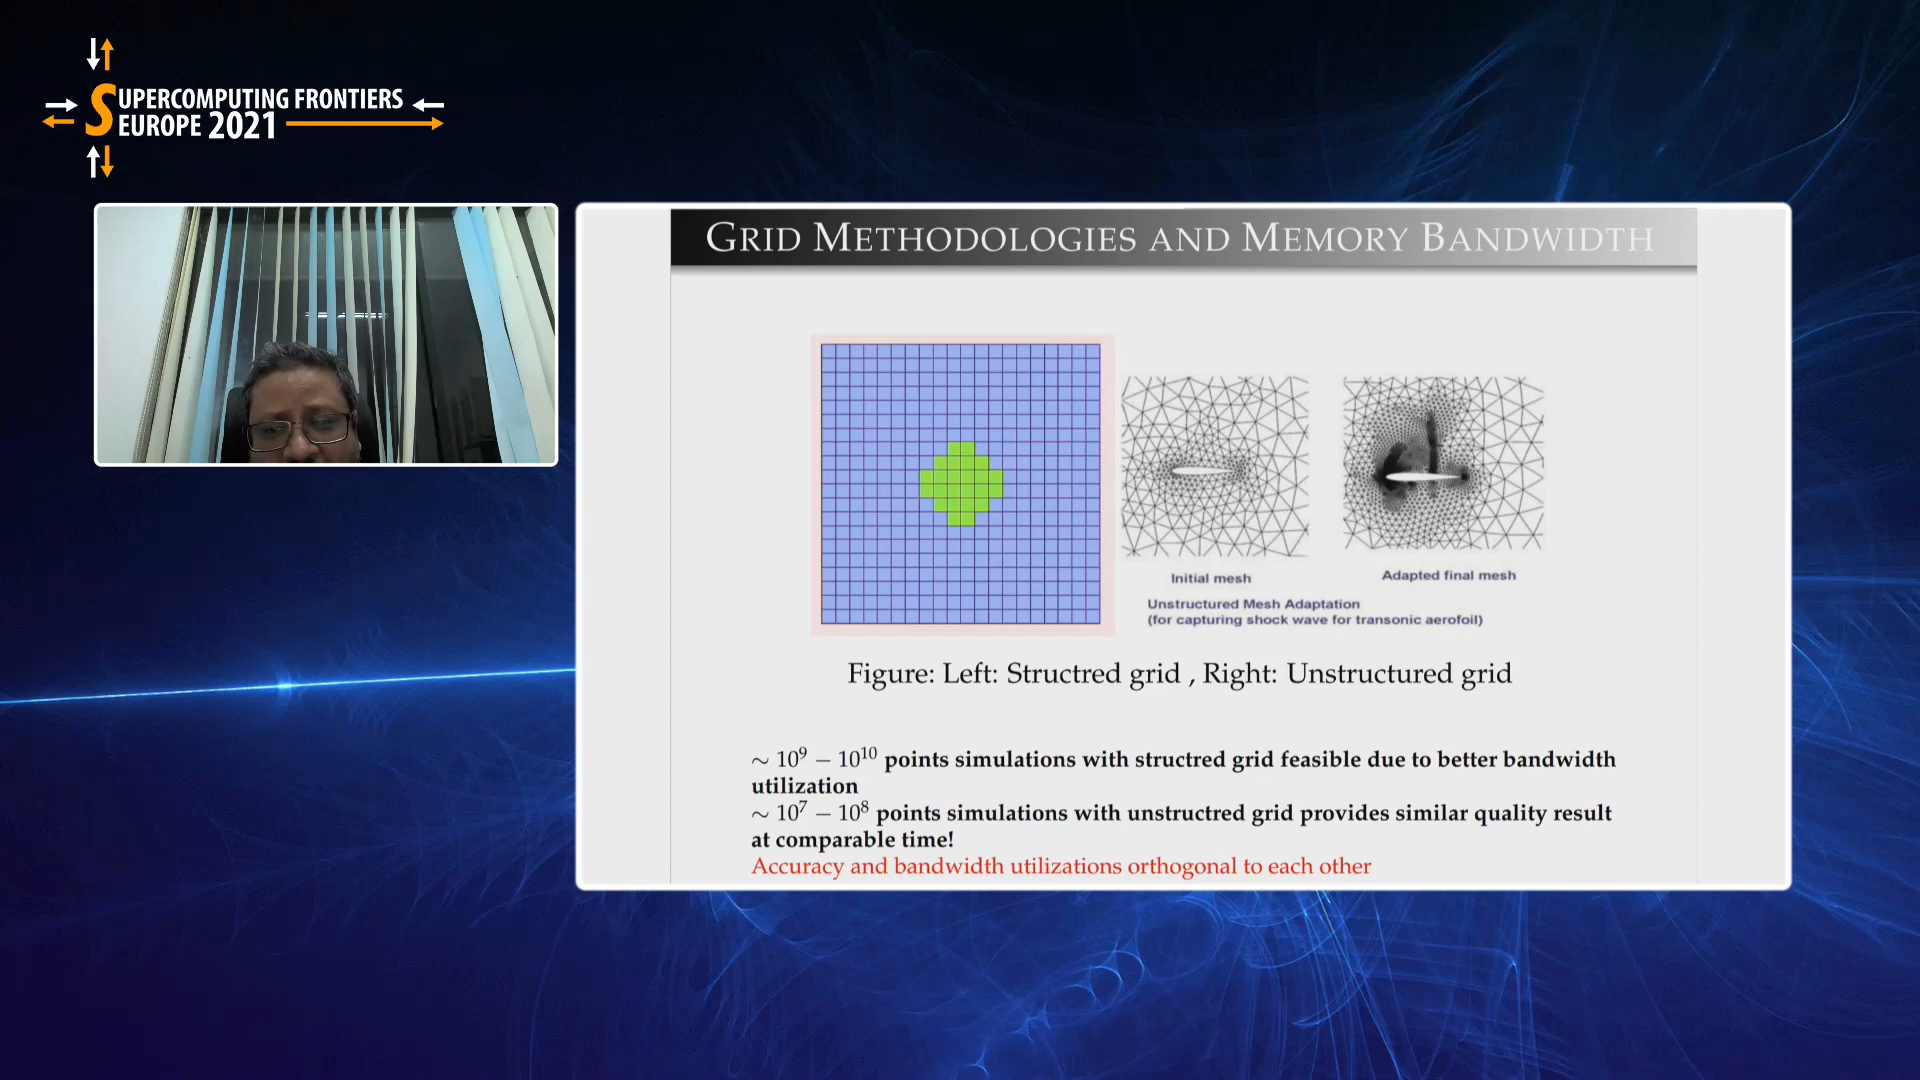 SUPERCOMPUTING FRONTIERS
EUROPE 2021
GRID METHODOLOGIES AND MEMORY BANDWIDTH
Initial mesh
Adapted final mesh
Unstructured Mesh Adaptation
(for capturing shock wave for transonic aerofoil)
Figure: Left: Structred grid , Right: Unstructured grid
∼ 10⁹ − 10¹⁰ points simulations with structred grid feasible due to better bandwidth
utilization
∼ 10⁷ − 10⁸ points simulations with unstructred grid provides similar quality result
at comparable time!
Accuracy and bandwidth utilizations orthogonal to each other